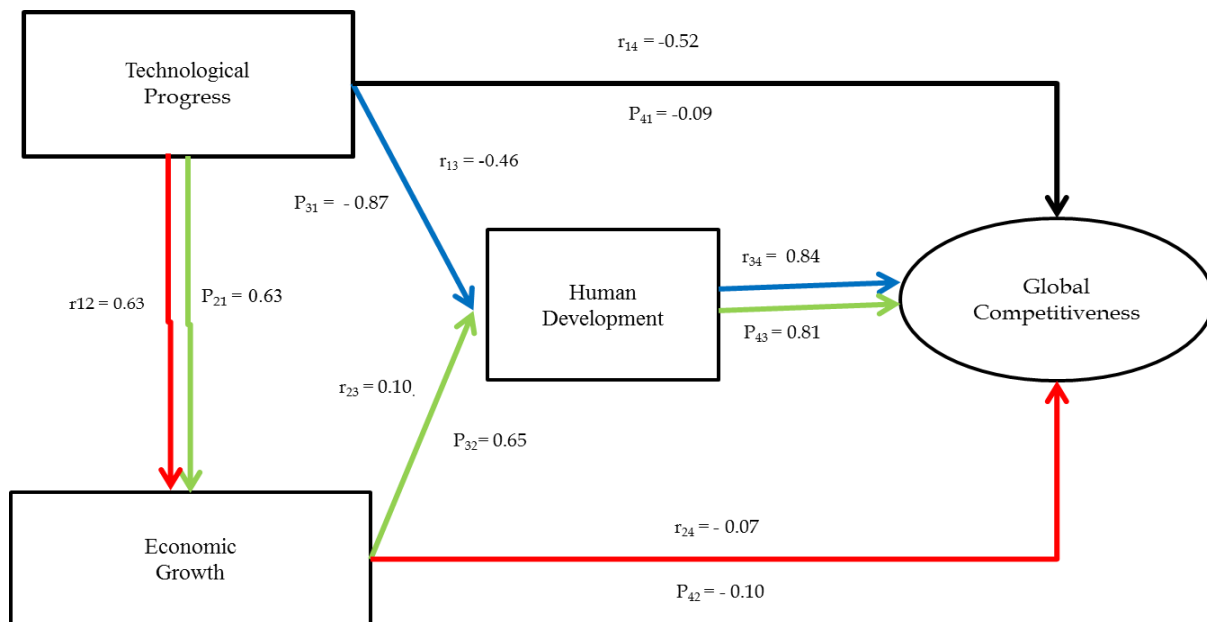 Technological
Progress
r₁₄ = -0.52
P₄₁ = -0.09
r₁₃ = -0.46
P₃₁ = - 0.87
Human
Development
r₃₄ = 0.84
P₄₃ = 0.81
Global
Competitiveness
r12 = 0.63
P₂₁ = 0.63
r₂₃ = 0.10.
P₃₂ = 0.65
Economic
Growth
r₂₄ = - 0.07
P₄₂ = - 0.10